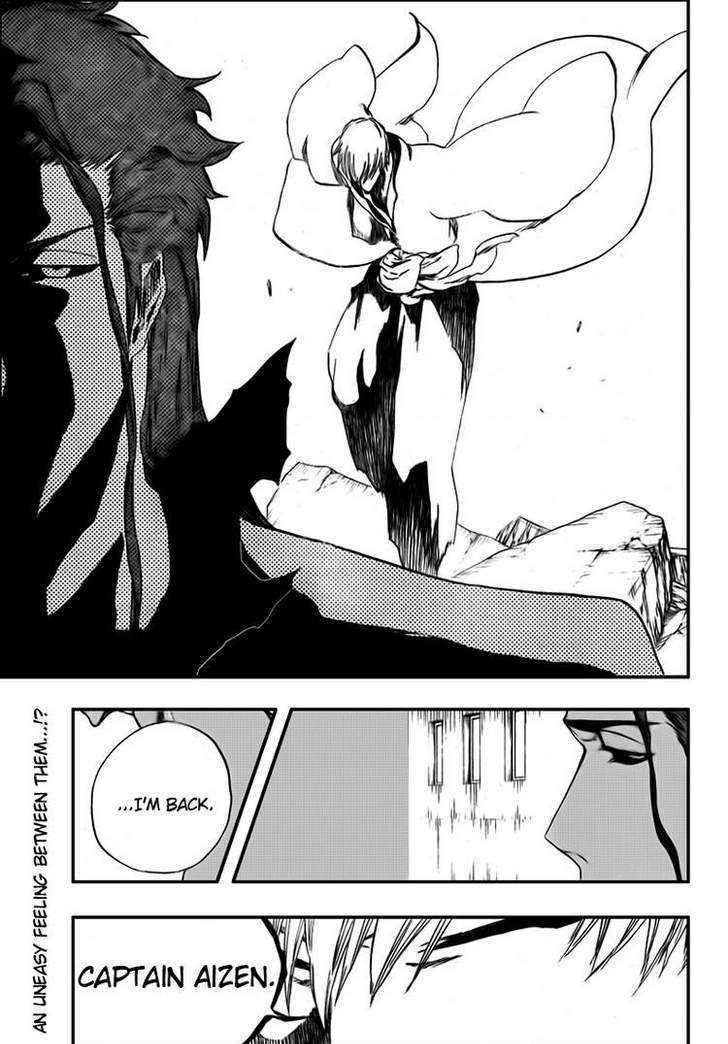 ...I'M BACK.
CAPTAIN AIZEN.
AN UNEASY FEELING BETWEEN THEM...!?